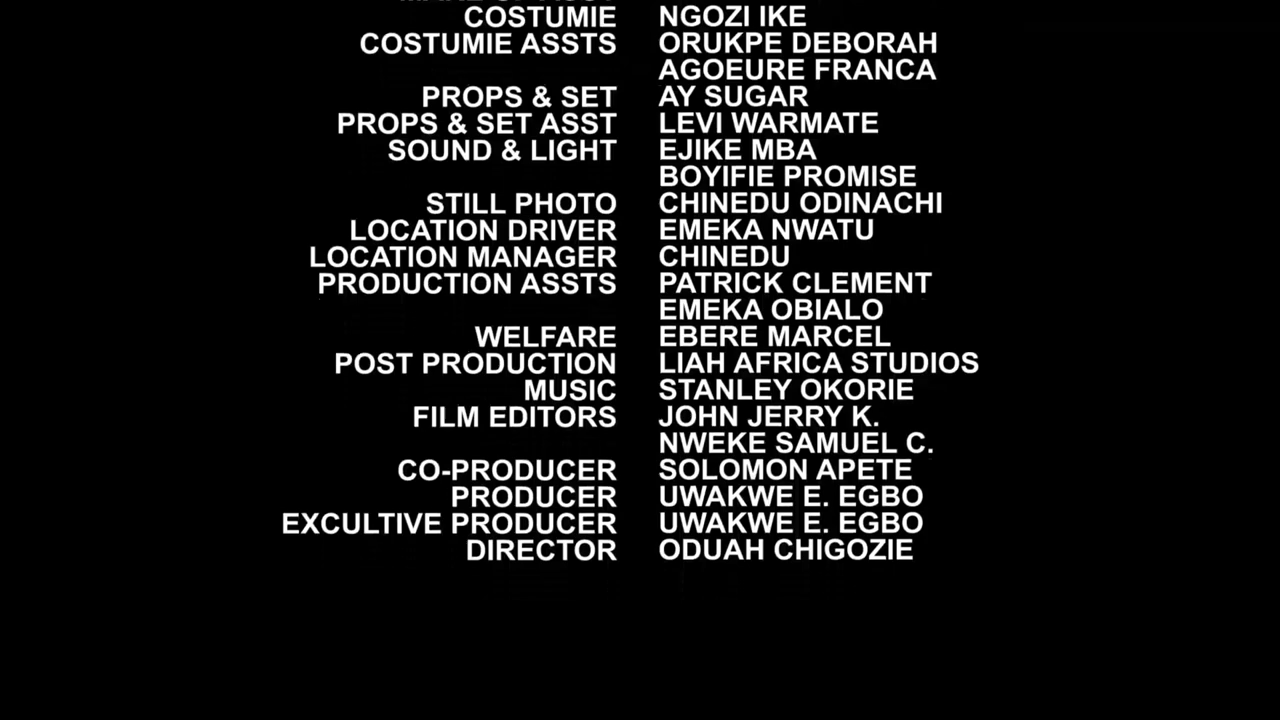 COSTUMIE NGOZI IKE
COSTUMIE ASSTS ORUKPE DEBORAH
AGOEURE FRANCA
PROPS & SET AY SUGAR
PROPS & SET ASST LEVI WARMATE
SOUND & LIGHT EJIKE MBA
BOYIFIE PROMISE
STILL PHOTO CHINEDU ODINACHI
LOCATION DRIVER EMEKA NWATU
LOCATION MANAGER CHINEDU
PRODUCTION ASSTS PATRICK CLEMENT
EMEKA OBIALO
WELFARE EBERE MARCEL
POST PRODUCTION LIAH AFRICA STUDIOS
MUSIC STANLEY OKORIE
FILM EDITORS JOHN JERRY K.
NWEKE SAMUEL C.
CO-PRODUCER SOLOMON APETE
PRODUCER UWAKWE E. EGBO
EXCULTIVE PRODUCER UWAKWE E. EGBO
DIRECTOR ODUAH CHIGOZIE